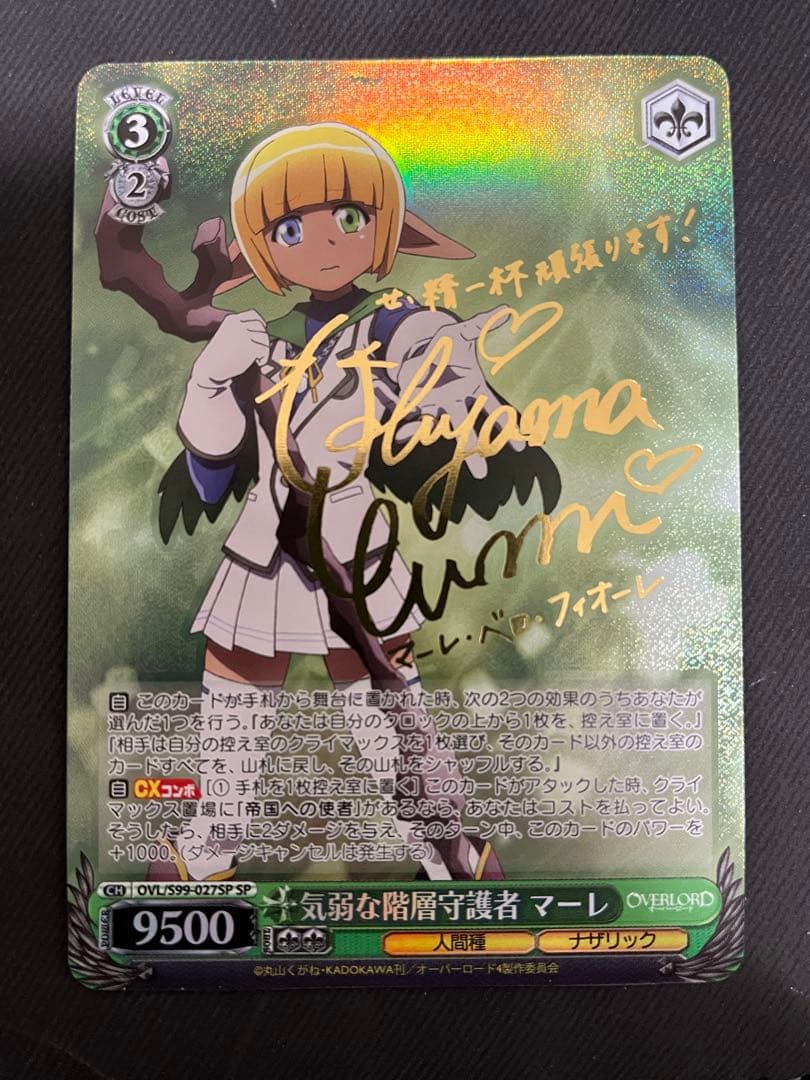 LEVEL
3
2
COST
せ、精一杯頑張ります！
Uchiyama
Yumi
マーレ・ベロ・フィオーレ
自 このカードが手札から舞台に置かれた時、次の2つの効果のうちあなたが
選んだ1つを行う。『あなたは自分のクロックの上から1枚を、控え室に置く。』
『相手は自分の控え室のクライマックスを1枚選び、そのカード以外の控え室の
カードすべてを、山札に戻し、その山札をシャッフルする。』
自 CXコンボ [① 手札を1枚控室に置く] このカードがアタックした時、クライ
マックス置場に「帝国への使者」があるなら、あなたはコストを払ってよい。
そうしたら、相手に2ダメージを与え、そのターン中、このカードのパワーを
+1000。（ダメージキャンセルは発生する）
CH OVL/S99-027SP SP
気弱な階層守護者 マーレ
OVERLORD
オーバーロード
POWER
9500
SOUL
人間種
ナザリック
©丸山くがね・KADOKAWA刊／オーバーロード4製作委員会